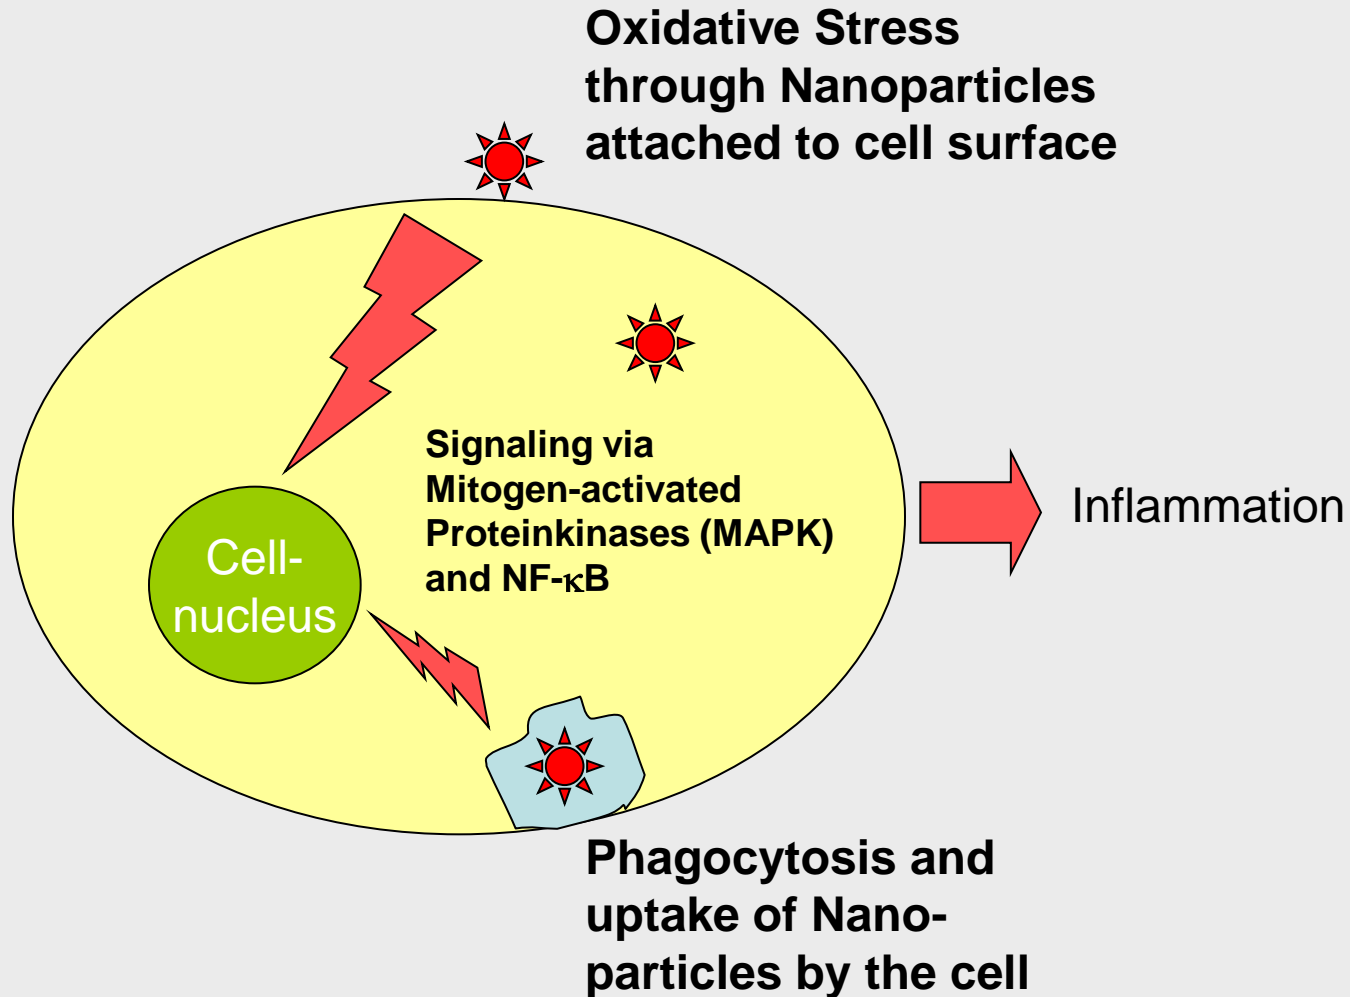 Oxidative Stress
through Nanoparticles
attached to cell surface
Signaling via
Mitogen-activated
Proteinkinases (MAPK)
and NF-κB
Inflammation
Cell-
nucleus
Phagocytosis and
uptake of Nano-
particles by the cell